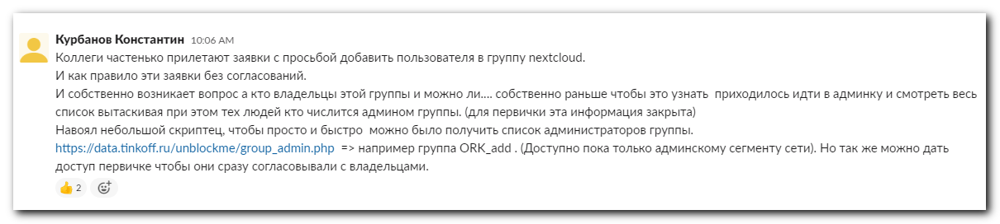 Курбанов Константин 10:06 AM
Коллеги частенько прилетают заявки с просьбой добавить пользователя в группу nextcloud.
И как правило эти заявки без согласований.
И собственно возникает вопрос а кто владельцы этой группы и можно ли.... собственно раньше чтобы это узнать приходилось идти в админку и смотреть весь
список вытаскивая при этом тех людей кто числится админом группы. (для первички эта информация закрыта)
Навоял небольшой скриптец, чтобы просто и быстро можно было получить список администраторов группы.
https://data.tinkoff.ru/unblockme/group_admin.php => например группа ORK_add . (Доступно пока только админскому сегменту сети). Но так же можно дать
доступ первичке чтобы они сразу согласовывали с владельцами.
2